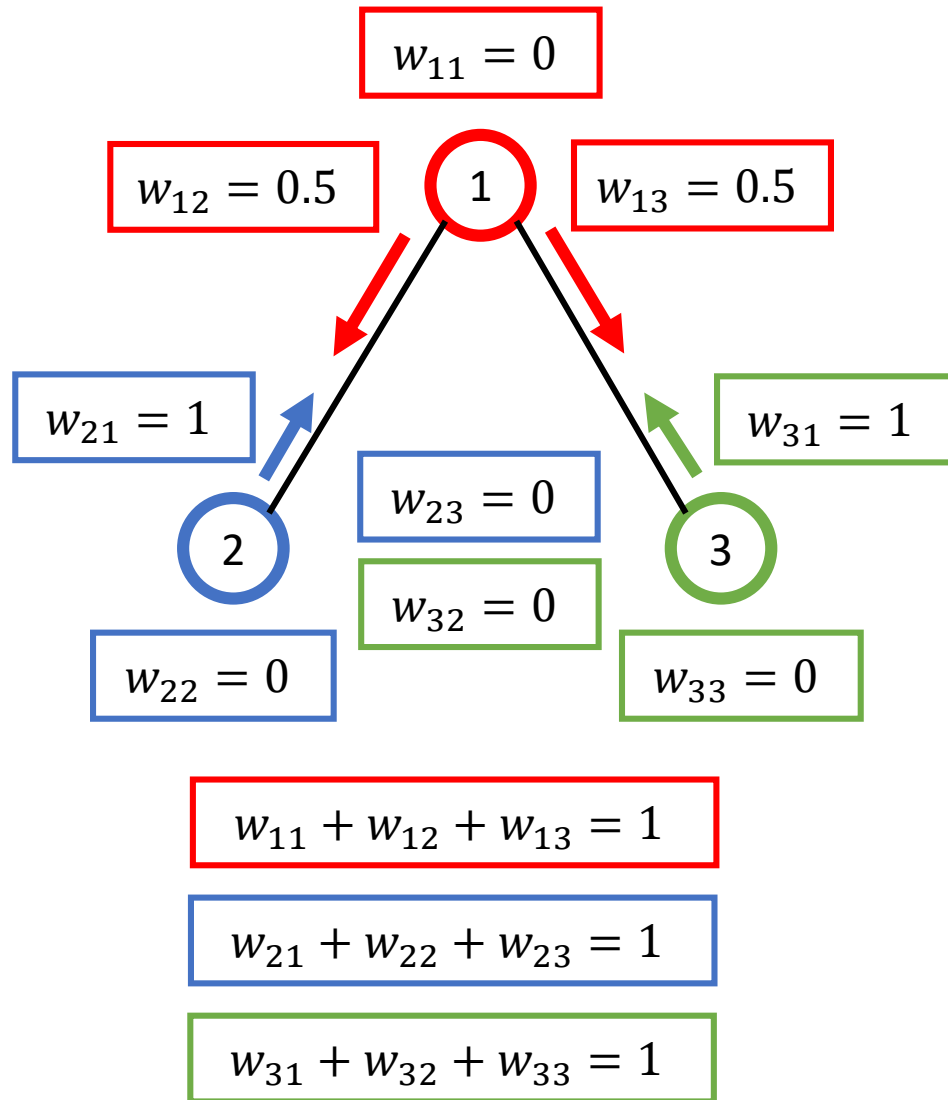 w₁₁ = 0
w₁₂ = 0.5
1
w₁₃ = 0.5
w₂₁ = 1
w₃₁ = 1
w₂₃ = 0
2
3
w₃₂ = 0
w₂₂ = 0
w₃₃ = 0
w₁₁ + w₁₂ + w₁₃ = 1
w₂₁ + w₂₂ + w₂₃ = 1
w₃₁ + w₃₂ + w₃₃ = 1